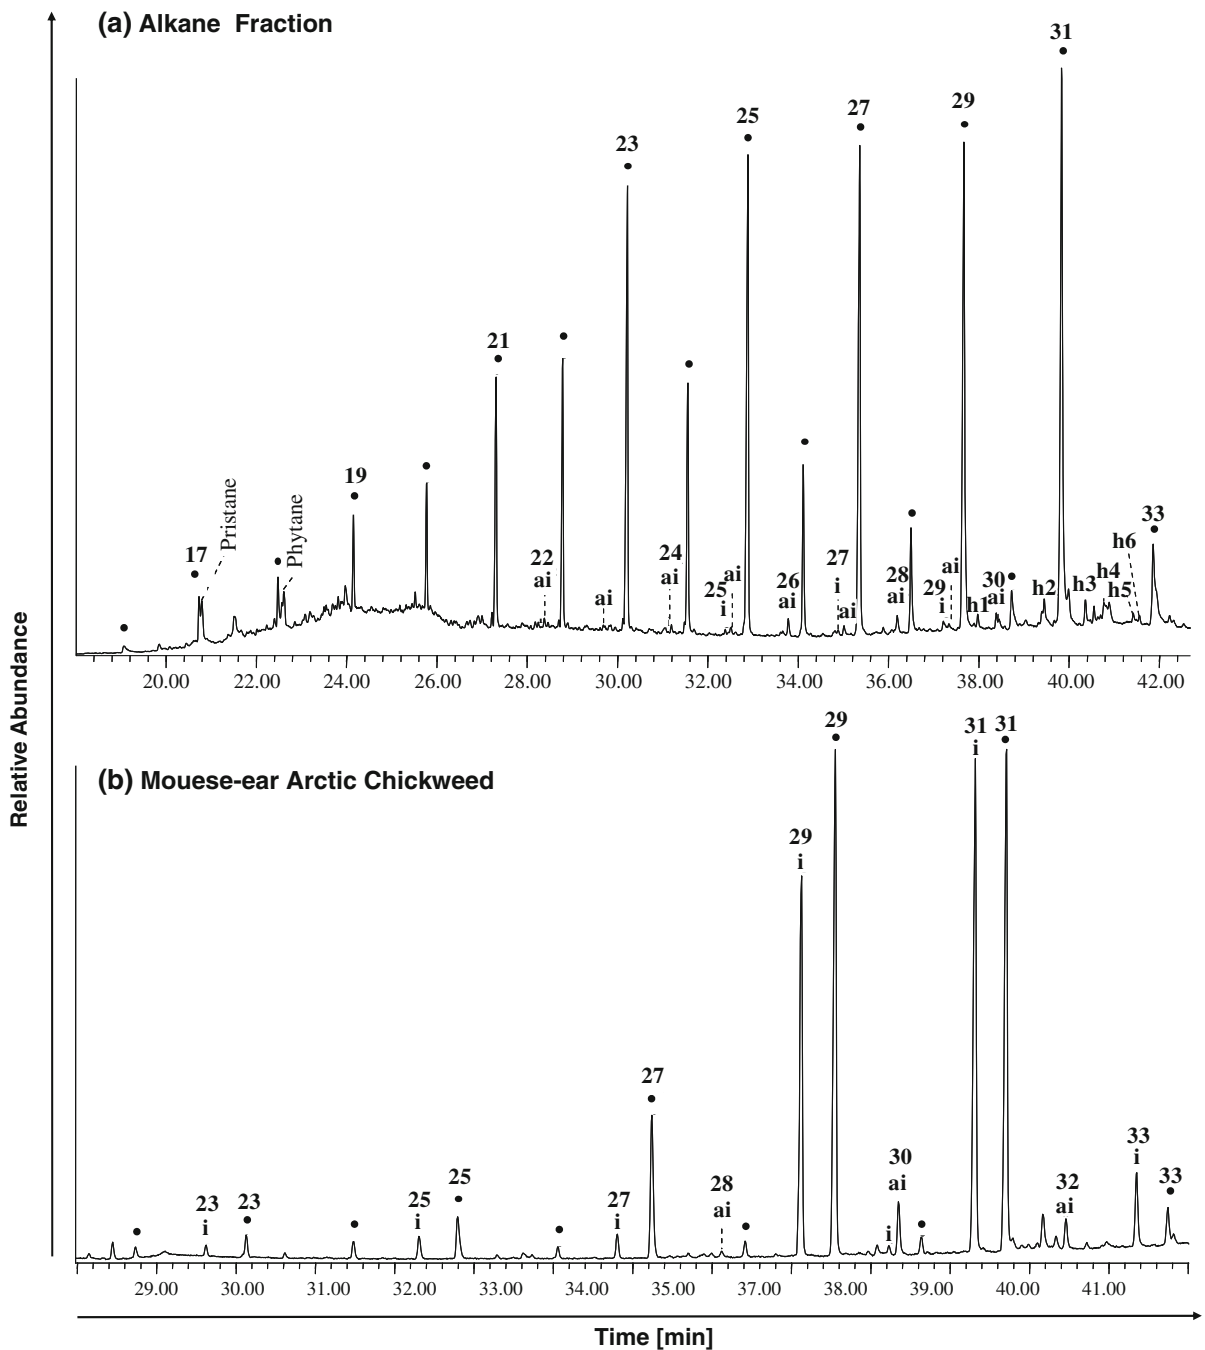 (a) Alkane Fraction
31
29
27
25
23
21
33
19
h6
17
Pristane
Phytane
22
ai
ai
24
ai
ai
25
i
26
ai
27
i
ai
28
ai
ai
29
i
h1
30
ai
h2
h3
h4
h5
20.00 22.00 24.00 26.00 28.00 30.00 32.00 34.00 36.00 38.00 40.00 42.00
Relative Abundance
(b) Mouese-ear Arctic Chickweed
29
31
i
31
29
i
27
33
i
30
ai
33
32
ai
25
25
i
23
i
23
27
i
28
ai
i
29.00 30.00 31.00 32.00 33.00 34.00 35.00 37.00 38.00 39.00 40.00 41.00
Time [min]